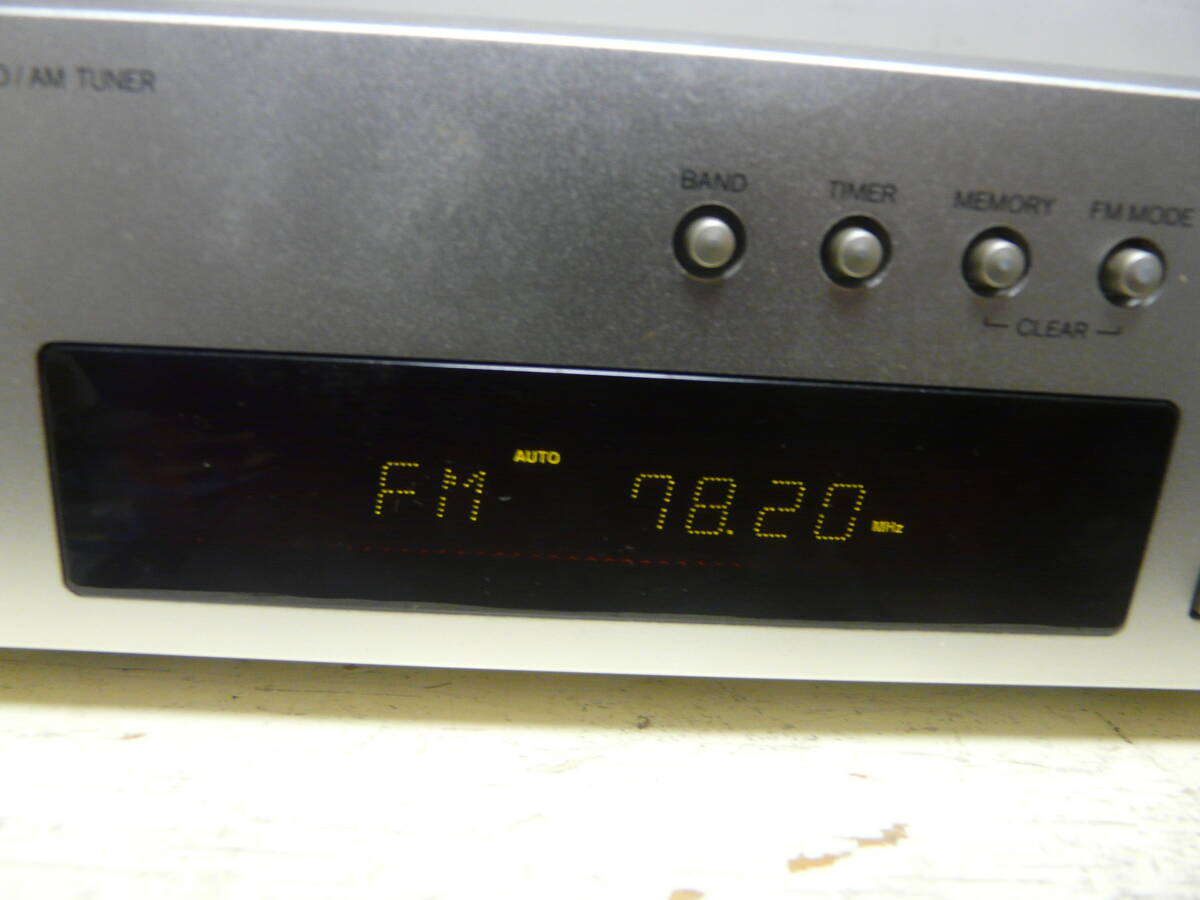 / AM TUNER
BAND TIMER MEMORY FM MODE
CLEAR
AUTO
FM 78.20 MHz